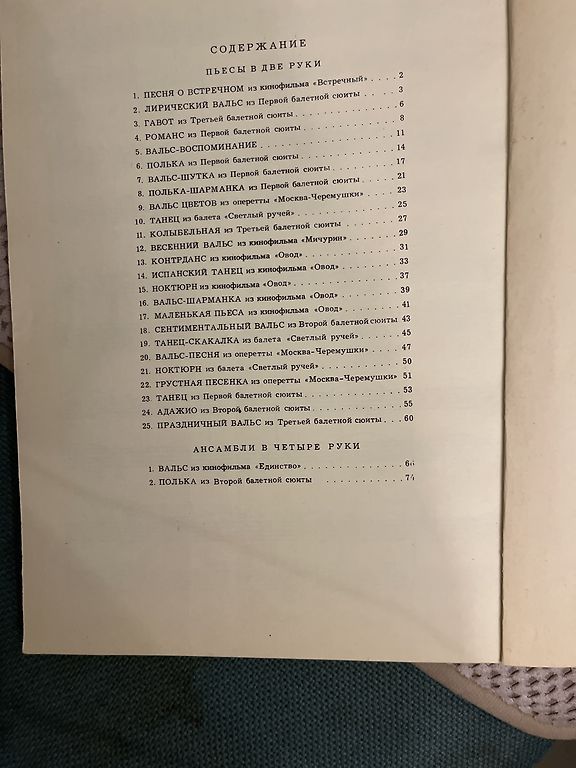 СОДЕРЖАНИЕ
ПЬЕСЫ В ДВЕ РУКИ
1. ПЕСНЯ О ВСТРЕЧНОМ из кинофильма «Встречный» . . . . 2
2. ЛИРИЧЕСКИЙ ВАЛЬС из Первой балетной сюиты . . . . 3
3. ГАВОТ из Третьей балетной сюиты . . . . . . . . . . . 6
4. РОМАНС из Первой балетной сюиты . . . . . . . . . . 8
5. ВАЛЬС-ВОСПОМИНАНИЕ . . . . . . . . . . . . . . . 11
6. ПОЛЬКА из Первой балетной сюиты . . . . . . . . . . 14
7. ВАЛЬС-ШУТКА из Первой балетной сюиты . . . . . . . 17
8. ПОЛЬКА-ШАРМАНКА из Первой балетной сюиты . . . . 21
9. ВАЛЬС ЦВЕТОВ из оперетты «Москва-Черемушки» . . . . 23
10. ТАНЕЦ из балета «Светлый ручей» . . . . . . . . . . . 25
11. КОЛЫБЕЛЬНАЯ из Третьей балетной сюиты . . . . . 27
12. ВЕСЕННИЙ ВАЛЬС из кинофильма «Мичурин» . . . . . 29
13. КОНТРДАНС из кинофильма «Овод» . . . . . . . . . . 31
14. ИСПАНСКИЙ ТАНЕЦ из кинофильма «Овод» . . . . . . 33
15. НОКТЮРН из кинофильма «Овод» . . . . . . . . . . . 37
16. ВАЛЬС-ШАРМАНКА из кинофильма «Овод» . . . . . . 39
17. МАЛЕНЬКАЯ ПЬЕСА из кинофильма «Овод» . . . . . . 41
18. СЕНТИМЕНТАЛЬНЫЙ ВАЛЬС из Второй балетной сюиты 43
19. ТАНЕЦ-СКАКАЛКА из балета «Светлый ручей» . . . . . 45
20. ВАЛЬС-ПЕСНЯ из оперетты «Москва-Черемушки» . . . . 47
21. НОКТЮРН из балета «Светлый ручей» . . . . . . . . . 50
22. ГРУСТНАЯ ПЕСЕНКА из оперетты «Москва-Черемушки» 51
23. ТАНЕЦ из Первой балетной сюиты . . . . . . . . . . . 53
24. АДАЖИО из Второй балетной сюиты . . . . . . . . . . 55
25. ПРАЗДНИЧНЫЙ ВАЛЬС из Третьей балетной сюиты . . . 60
АНСАМБЛИ В ЧЕТЫРЕ РУКИ
1. ВАЛЬС из кинофильма «Единство» . . . . . . . . . . . 66
2. ПОЛЬКА из Второй балетной сюиты . . . . . . . . . . 74